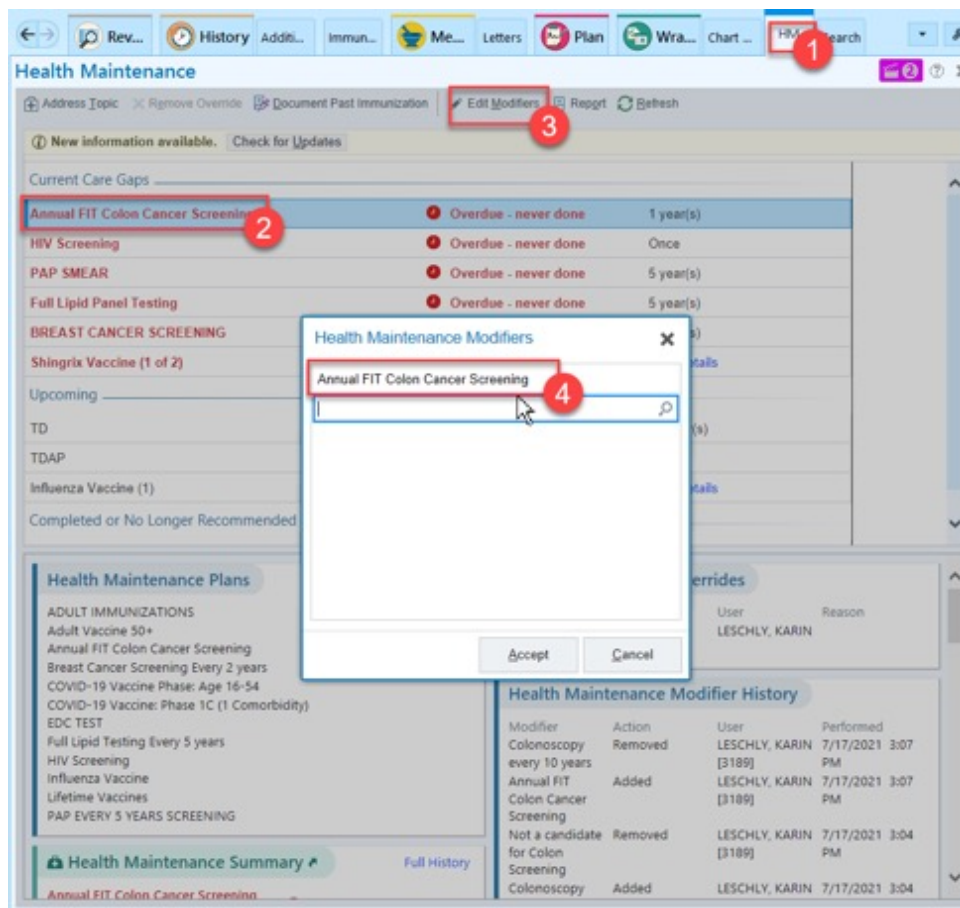 Rev... History Additi... Immun... Me... Letters Plan Wra... Chart ... HM Search
1
Health Maintenance 2
Address Topic Remove Override Document Past Immunization Edit Modifiers Report Refresh
3
New information available. Check for Updates
Current Care Gaps
Annual FIT Colon Cancer Screening Overdue - never done 1 year(s)
2
HIV Screening Overdue - never done Once
PAP SMEAR Overdue - never done 5 year(s)
Full Lipid Panel Testing Overdue - never done 5 year(s)
BREAST CANCER SCREENING
Shingrix Vaccine (1 of 2)
Upcoming
TD
TDAP
Influenza Vaccine (1)
Completed or No Longer Recommended
Health Maintenance Modifiers
Annual FIT Colon Cancer Screening
4
Accept Cancel
Health Maintenance Plans
ADULT IMMUNIZATIONS
Adult Vaccine 50+
Annual FIT Colon Cancer Screening
Breast Cancer Screening Every 2 years
COVID-19 Vaccine Phase: Age 16-54
COVID-19 Vaccine: Phase 1C (1 Comorbidity)
EDC TEST
Full Lipid Testing Every 5 years
HIV Screening
Influenza Vaccine
Lifetime Vaccines
PAP EVERY 5 YEARS SCREENING
Health Maintenance Summary Full History
Annual FIT Colon Cancer Screening
errides
User Reason
LESCHLY, KARIN
Health Maintenance Modifier History
Modifier Action User Performed
Colonoscopy Removed LESCHLY, KARIN 7/17/2021 3:07
every 10 years [3189] PM
Annual FIT Added LESCHLY, KARIN 7/17/2021 3:07
Colon Cancer [3189] PM
Screening
Not a candidate Removed LESCHLY, KARIN 7/17/2021 3:04
for Colon [3189] PM
Screening
Colonoscopy Added LESCHLY, KARIN 7/17/2021 3:04